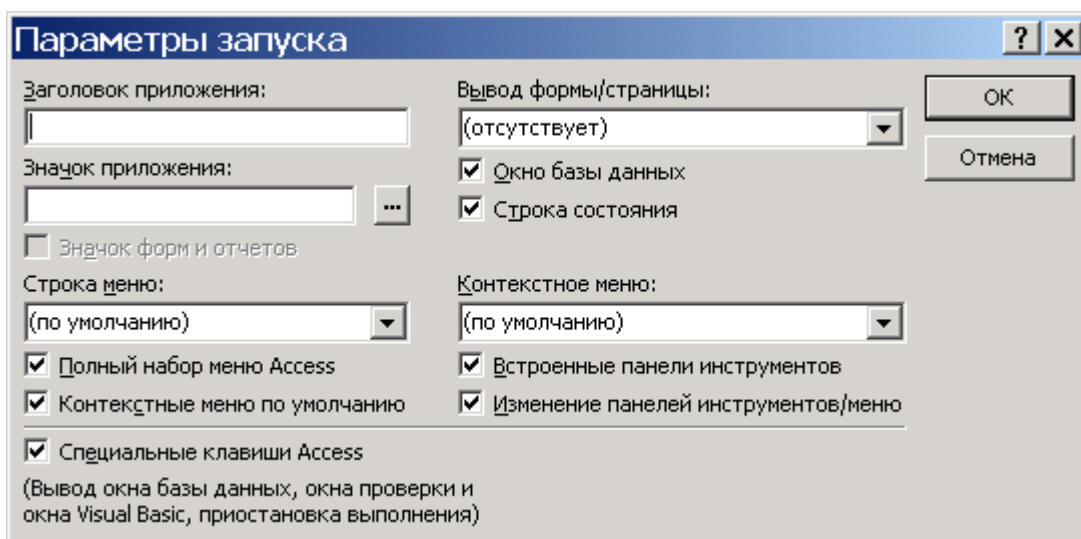 Параметры запуска
Заголовок приложения:
Вывод формы/страницы:
ОК
(отсутствует)
Отмена
Значок приложения:
Окно базы данных
...
Строка состояния
Значок форм и отчетов
Строка меню:
Контекстное меню:
(по умолчанию)
(по умолчанию)
Полный набор меню Access
Встроенные панели инструментов
Контекстные меню по умолчанию
Изменение панелей инструментов/меню
Специальные клавиши Access
(Вывод окна базы данных, окна проверки и
окна Visual Basic, приостановка выполнения)